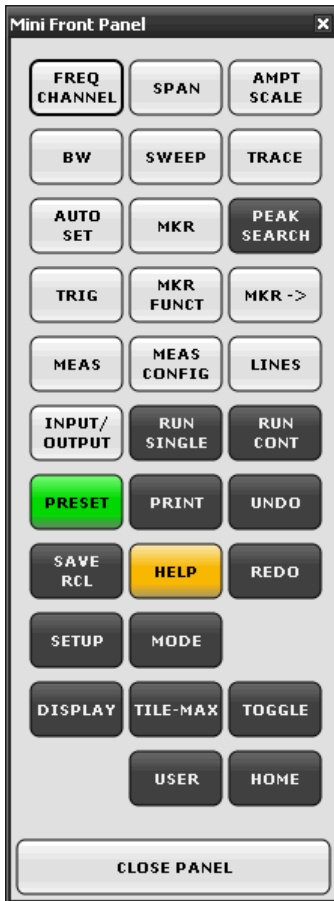 Mini Front Panel
FREQ
CHANNEL
SPAN
AMPT
SCALE
BW
SWEEP
TRACE
AUTO
SET
MKR
PEAK
SEARCH
TRIG
MKR
FUNCT
MKR ->
MEAS
MEAS
CONFIG
LINES
INPUT/
OUTPUT
RUN
SINGLE
RUN
CONT
PRESET
PRINT
UNDO
SAVE
RCL
HELP
REDO
SETUP
MODE
DISPLAY
TILE-MAX
TOGGLE
USER
HOME
CLOSE PANEL